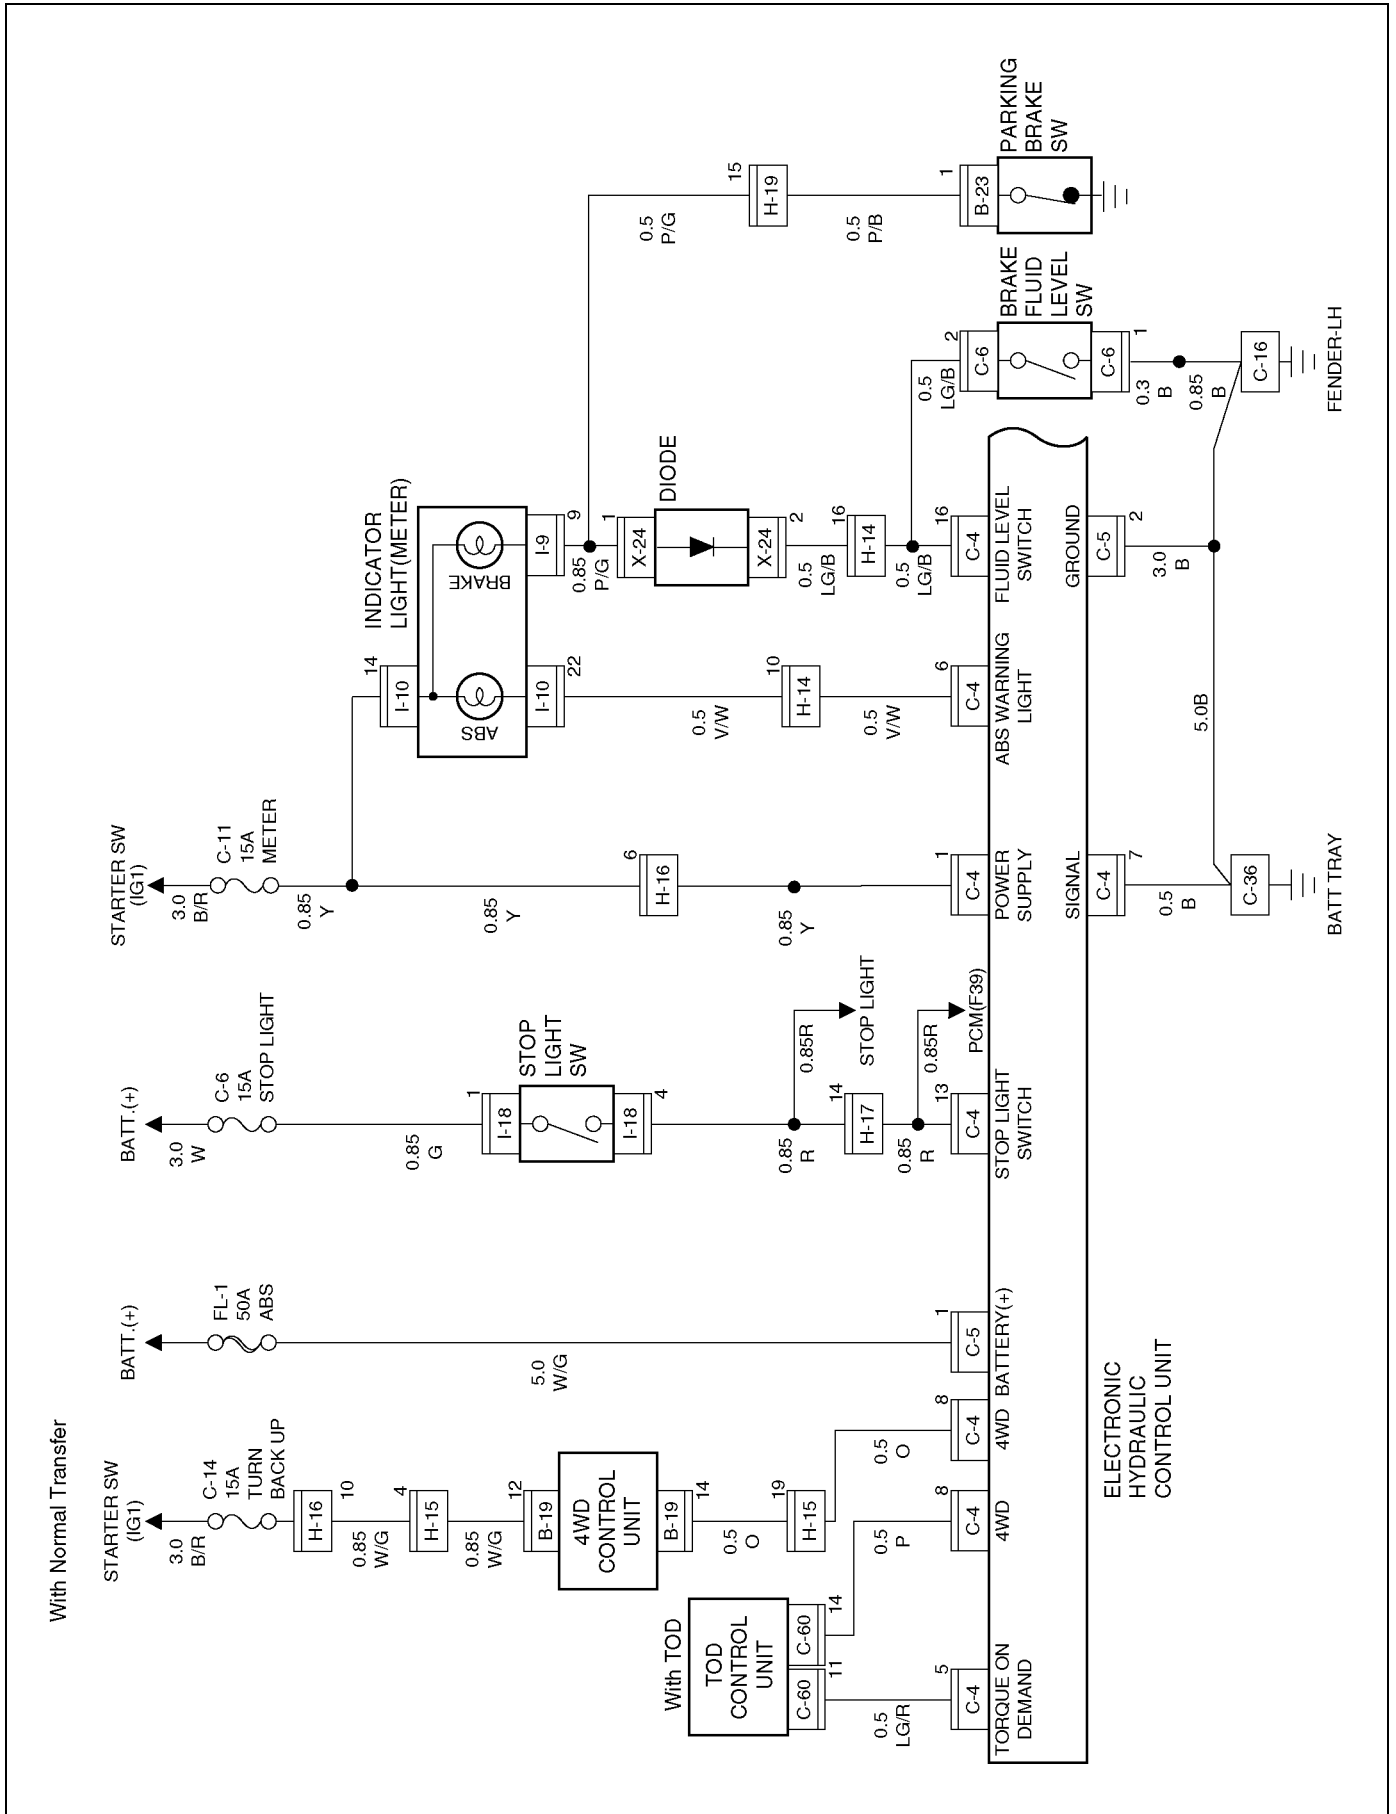 With Normal Transfer
STARTER SW
(IG1)
3.0
B/R
C-14
15A
TURN
BACK UP
H-16
10
0.85
W/G
4
H-15
0.85
W/G
12
B-19
4WD
CONTROL
UNIT
B-19
14
0.5
O
19
H-15
0.5
O
8
C-4
4WD
With TOD
TOD
CONTROL
UNIT
C-60
11
C-60
14
0.5
LG/R
5
C-4
TORQUE ON
DEMAND
0.5
P
8
C-4
4WD
BATT.(+)
FL-1
50A
ABS
5.0
W/G
1
C-5
BATTERY(+)
BATT.(+)
3.0
W
C-6
15A
STOP LIGHT
0.85
G
1
I-18
STOP
LIGHT
SW
I-18
4
0.85R
STOP LIGHT
0.85
R
14
H-17
0.85R
PCM(F39)
0.85
R
13
C-4
STOP LIGHT
SWITCH
STARTER SW
(IG1)
3.0
B/R
C-11
15A
METER
0.85
Y
0.85
Y
6
H-16
0.85
Y
1
C-4
POWER
SUPPLY
SIGNAL
C-4
7
0.5
B
C-36
BATT TRAY
INDICATOR
LIGHT(METER)
14
I-10
ABS
BRAKE
I-10
22
I-9
9
0.5
V/W
10
H-14
0.5
V/W
6
C-4
ABS WARNING
LIGHT
0.85
P/G
1
X-24
DIODE
X-24
2
0.5
LG/B
16
H-14
0.5
LG/B
16
C-4
FLUID LEVEL
SWITCH
GROUND
C-5
2
3.0
B
5.0B
0.5
LG/B
2
C-6
BRAKE
FLUID
LEVEL
SW
C-6
1
0.3
B
0.85
B
C-16
FENDER-LH
0.5
P/G
15
H-19
0.5
P/B
1
B-23
PARKING
BRAKE
SW
ELECTRONIC
HYDRAULIC
CONTROL UNIT